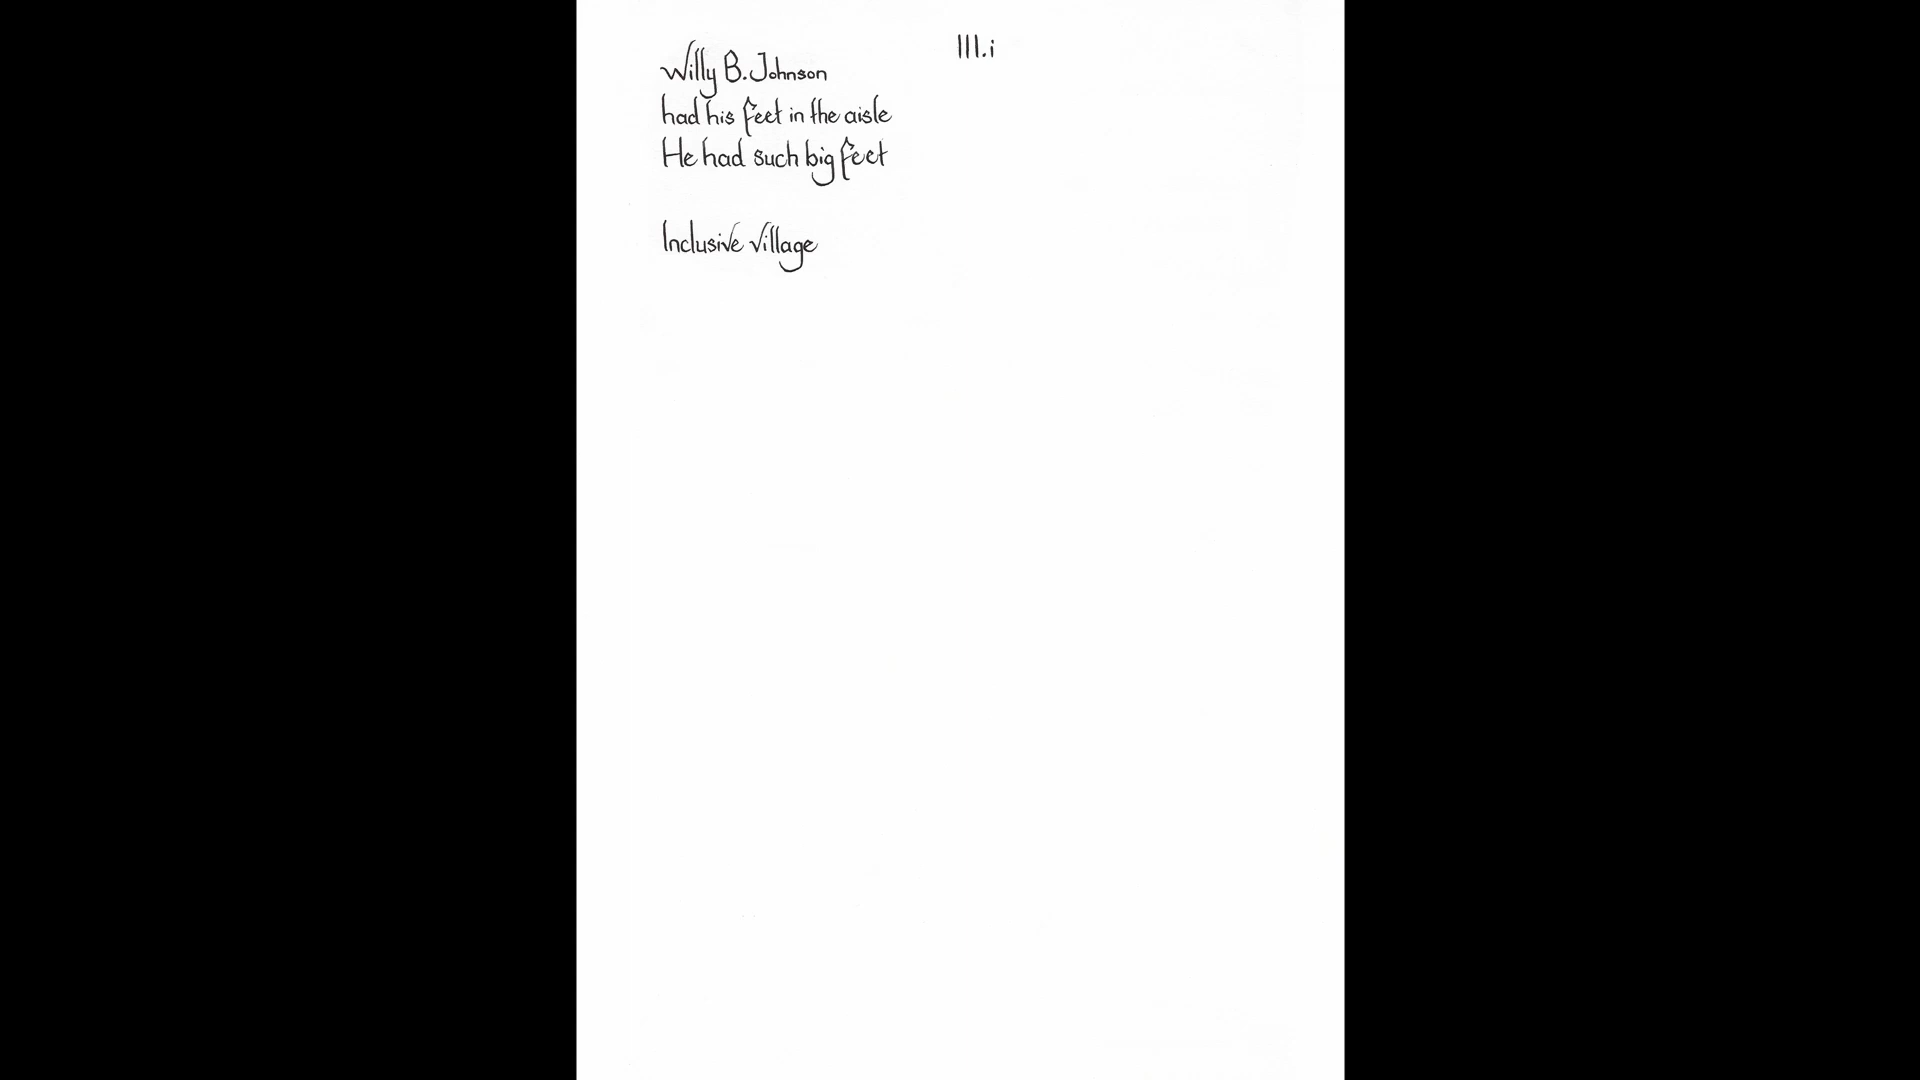 III.i
Willy B. Johnson
had his feet in the aisle
He had such big feet
Inclusive village